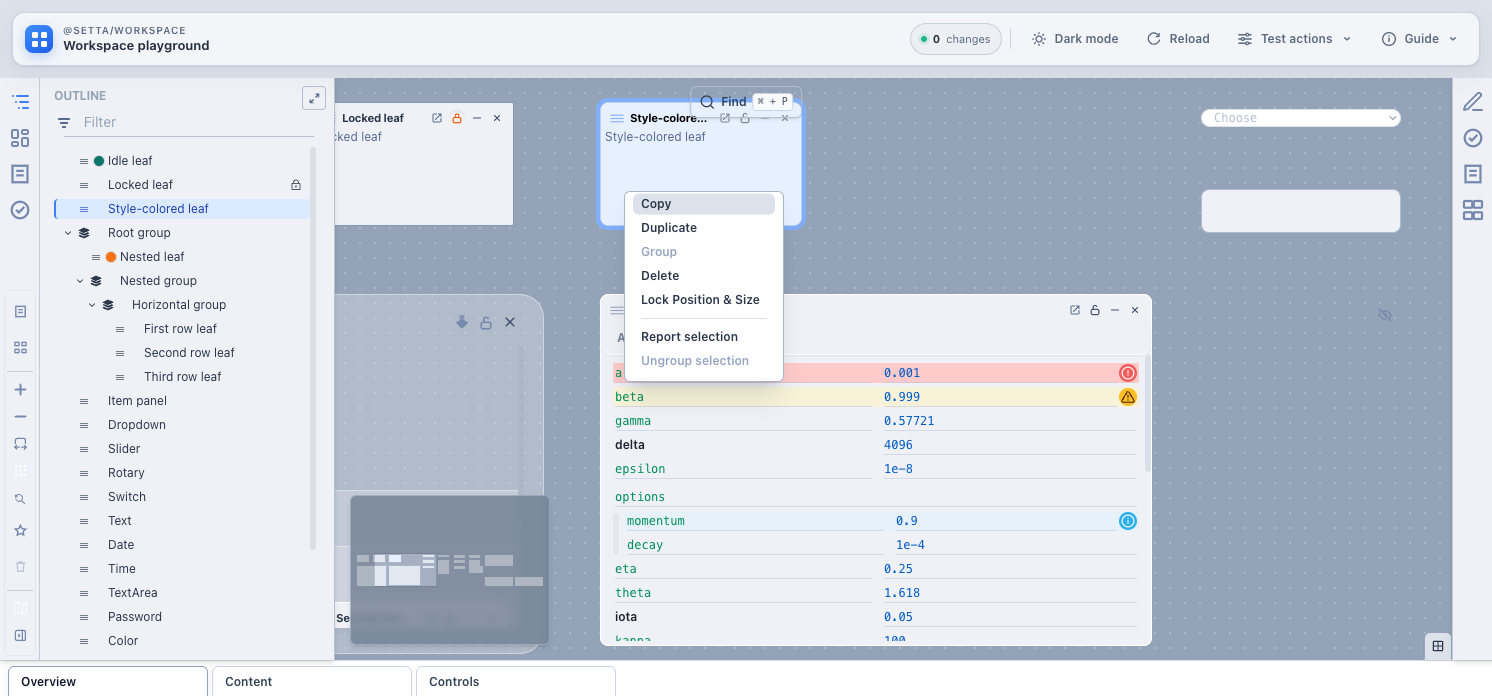 @SETTA/WORKSPACE
Workspace playground
0 changes
Dark mode
Reload
Test actions
Guide
OUTLINE
Filter
Idle leaf
Locked leaf
Style-colored leaf
Root group
Nested leaf
Nested group
Horizontal group
First row leaf
Second row leaf
Third row leaf
Item panel
Dropdown
Slider
Rotary
Switch
Text
Date
Time
TextArea
Password
Color
Locked leaf
cked leaf
Find ⌘ + P
Style-colore...
Style-colored leaf
Choose
Copy
Duplicate
Group
Delete
Lock Position & Size
Report selection
Ungroup selection
A
a 0.001
beta 0.999
gamma 0.57721
delta 4096
epsilon 1e-8
options
momentum 0.9
decay 1e-4
eta 0.25
theta 1.618
iota 0.05
kappa 100
Se
Overview
Content
Controls